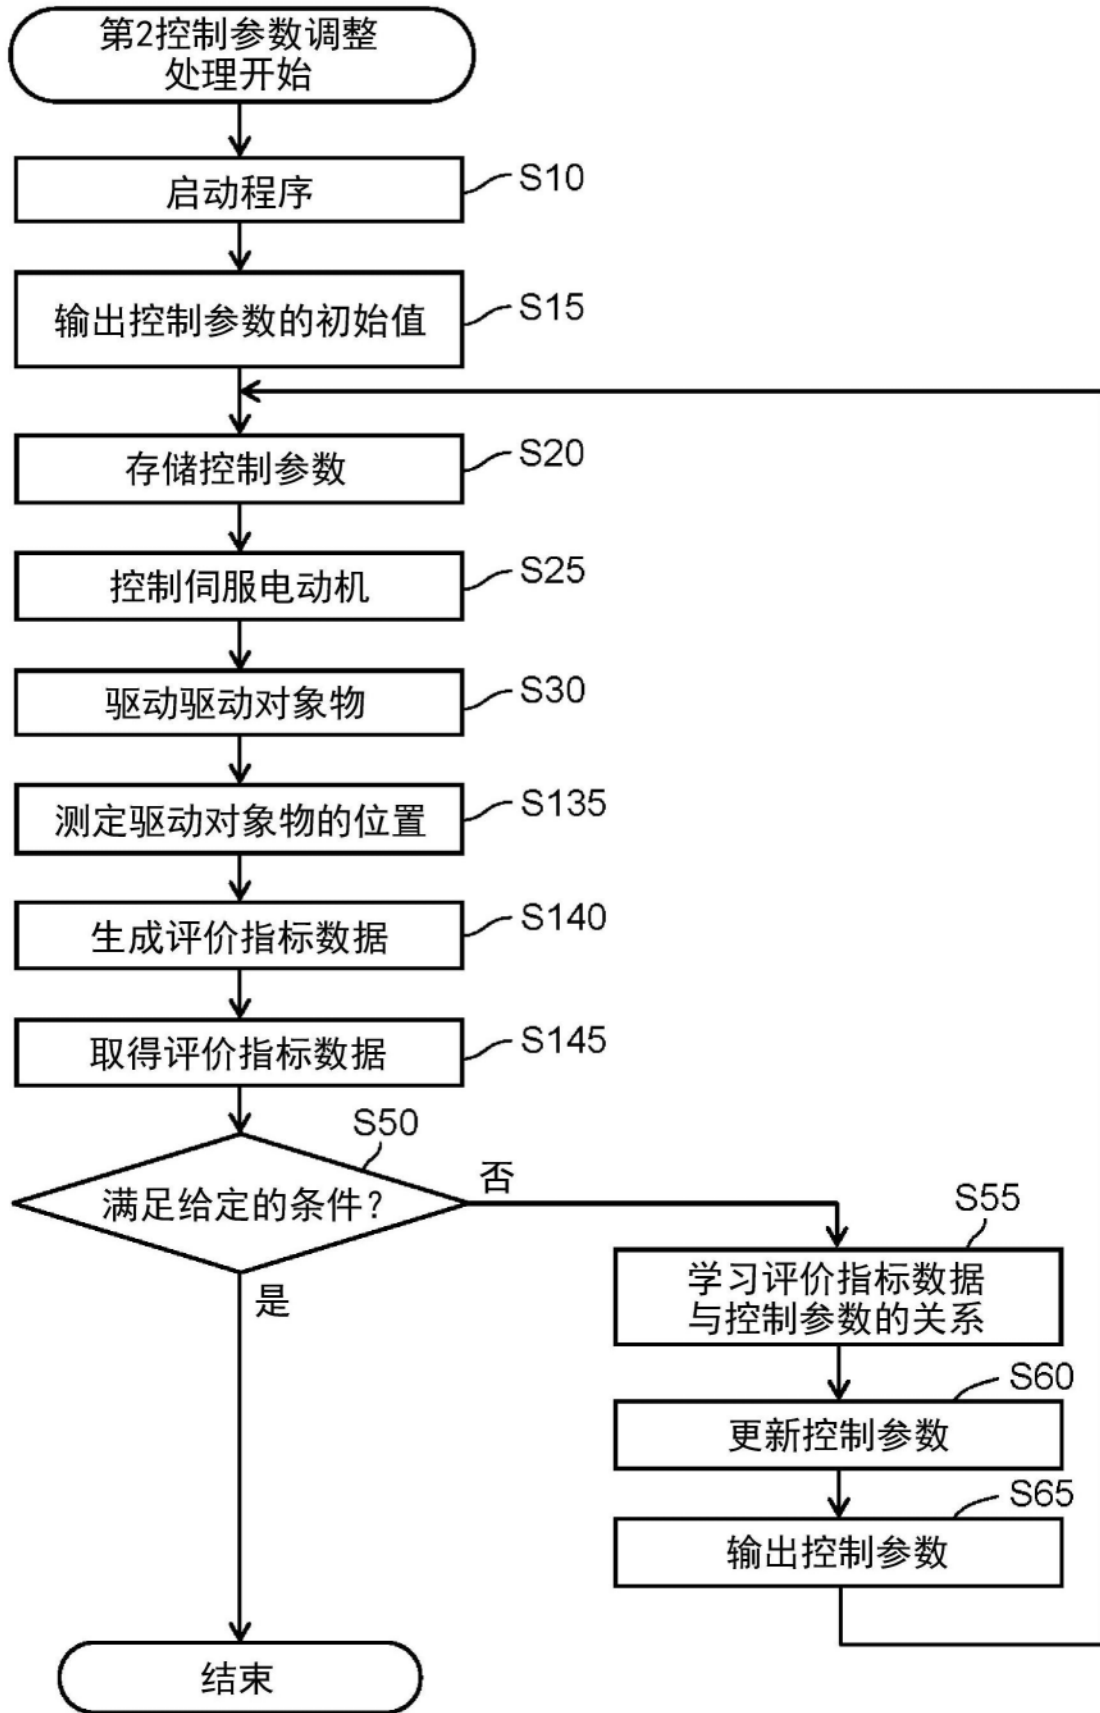 第2控制参数调整
处理开始
启动程序
S10
输出控制参数的初始值
S15
存储控制参数
S20
控制伺服电动机
S25
驱动驱动对象物
S30
测定驱动对象物的位置
S135
生成评价指标数据
S140
取得评价指标数据
S145
S50
满足给定的条件?
否
是
S55
学习评价指标数据
与控制参数的关系
S60
更新控制参数
S65
输出控制参数
结束